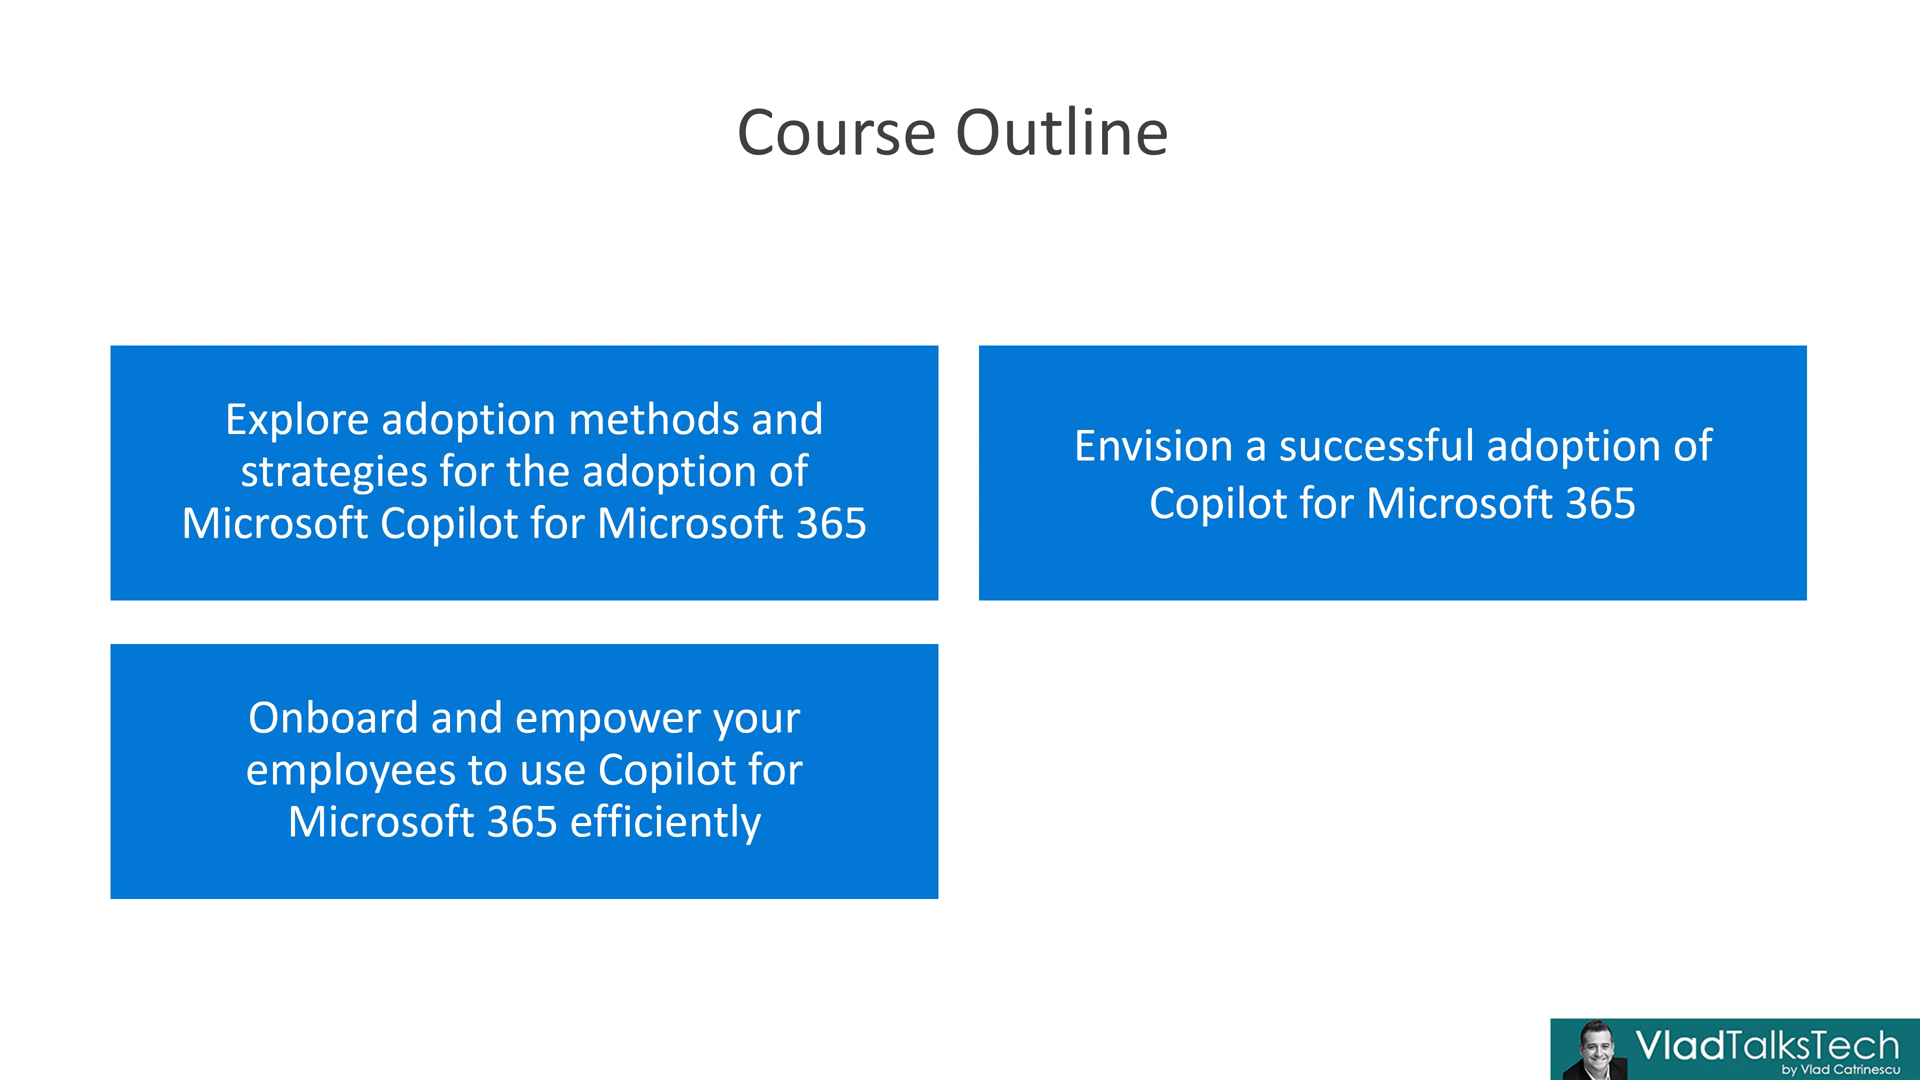 Course Outline
Explore adoption methods and
strategies for the adoption of
Microsoft Copilot for Microsoft 365
Envision a successful adoption of
Copilot for Microsoft 365
Onboard and empower your
employees to use Copilot for
Microsoft 365 efficiently
VladTalksTech
by Vlad Catrinescu